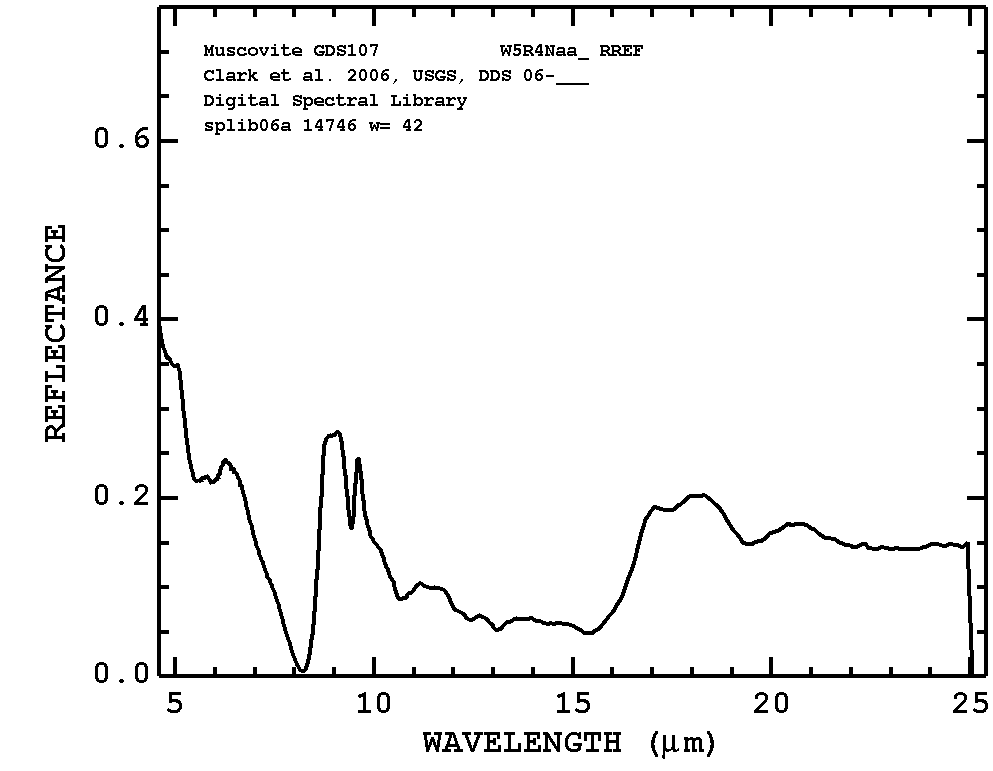 Muscovite GDS107 W5R4Naa_ RREF
Clark et al. 2006, USGS, DDS 06-___
Digital Spectral Library
splib06a 14746 w= 42
0.6
0.4
0.2
0.0
REFLECTANCE
5 10 15 20 25
WAVELENGTH (μm)